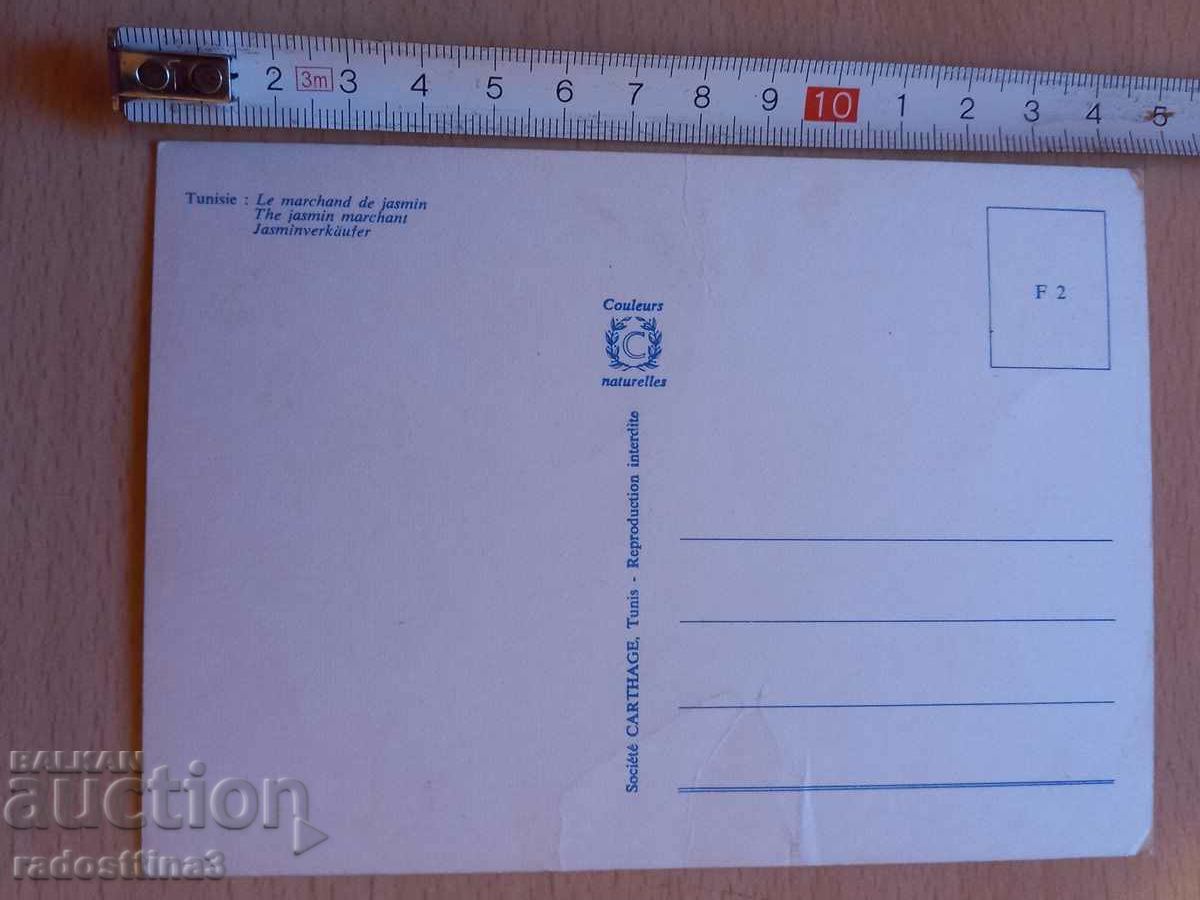 2 3m 3 4 5 6 7 8 9 10 1 2 3 4 5
Tunisie : Le marchand de jasmin
The jasmin marchant
Jasminverkäufer
F 2
Couleurs
C
naturelles
Société CARTHAGE, Tunis - Reproduction interdite
BALKAN
auction
radosttina3